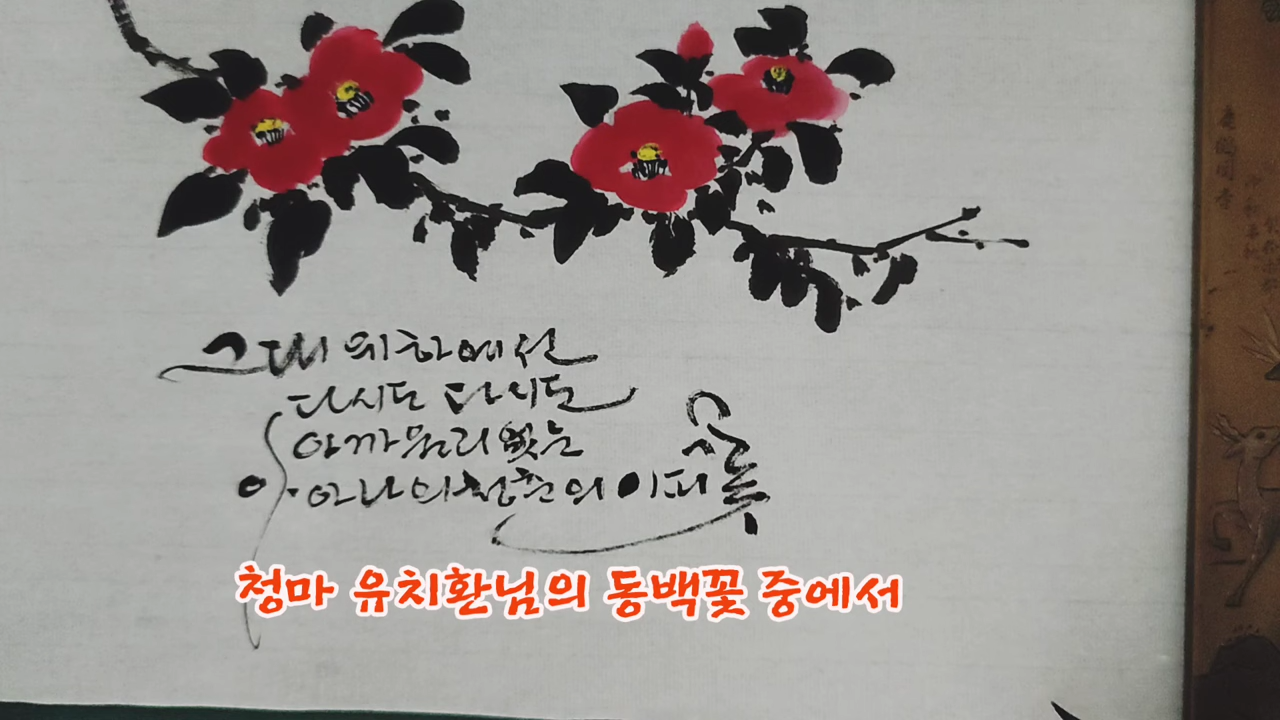 그대 위하여선
다시도 다시도
아까울리 없는
아 아 나의 청춘의 이 피꽃
청마 유치환님의 동백꽃 중에서